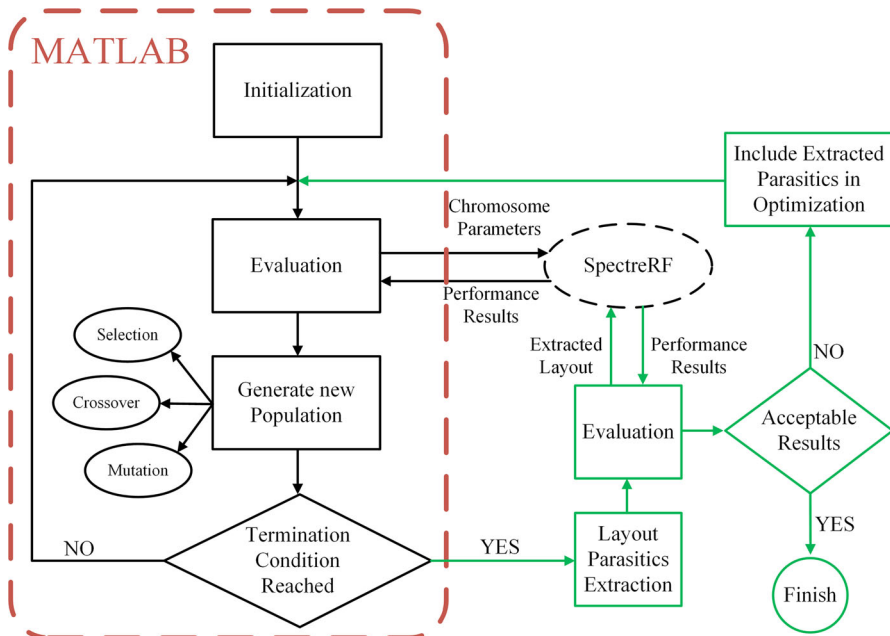 MATLAB
Initialization
Include Extracted
Parasitics in
Optimization
Chromosome
Parameters
Evaluation
SpectreRF
Performance
Results
Selection
Extracted
Layout
Performance
Results
NO
Generate new
Population
Crossover
Evaluation
Acceptable
Results
Mutation
Termination
Condition
Reached
NO
YES
Layout
Parasitics
Extraction
YES
Finish